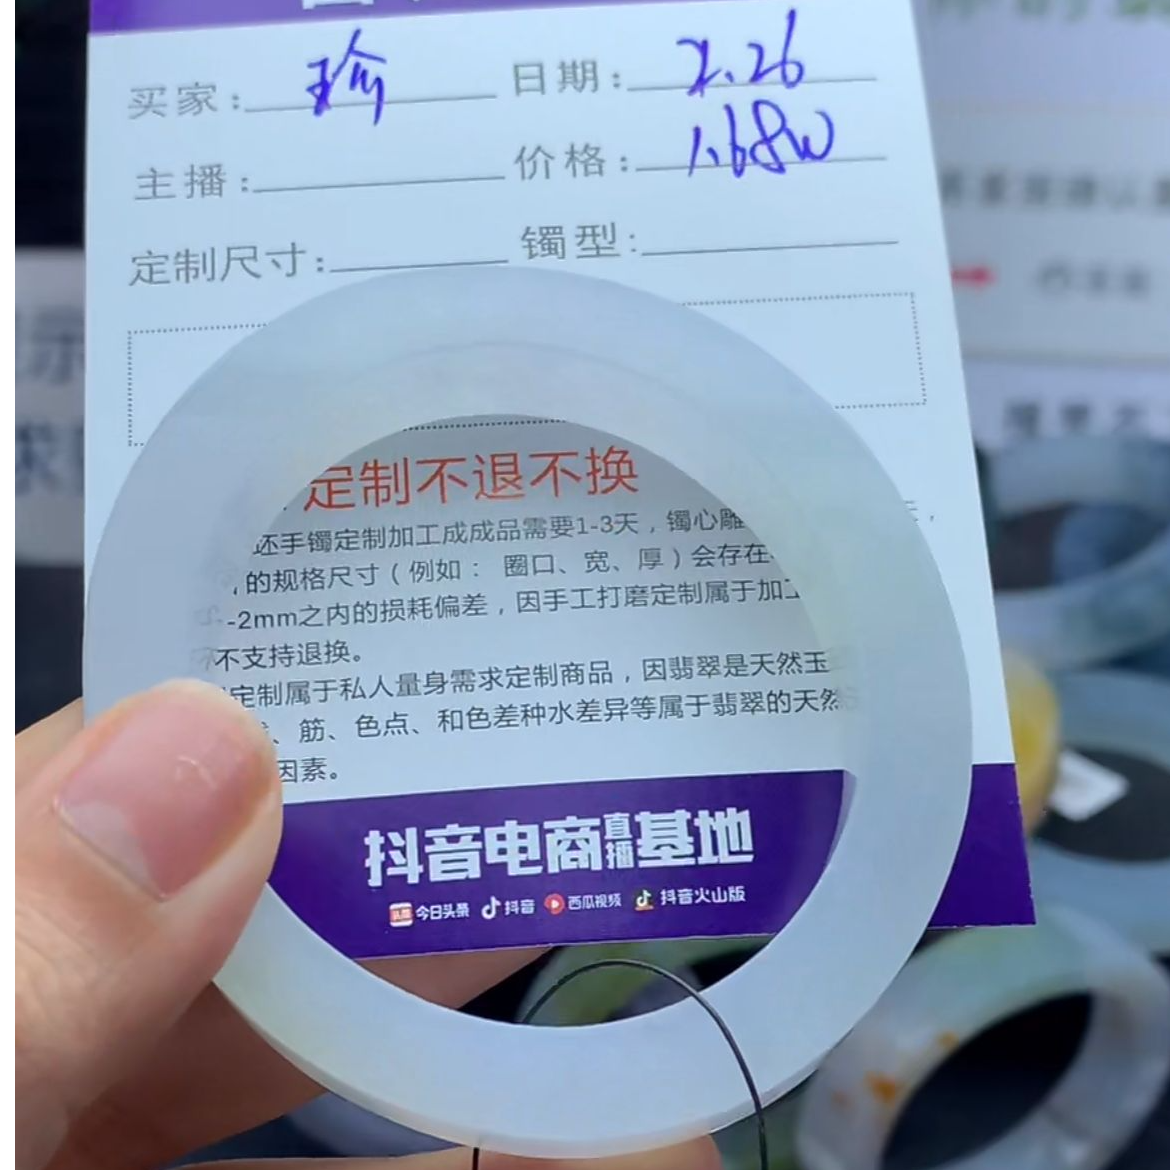 买家：珍 日期：2.26
主播： 价格：1.68W
定制尺寸： 镯型：
定制不退不换
还手镯定制加工成成品需要1-3天，镯心雕
，的规格尺寸（例如：圈口、宽、厚）会存在
-2mm之内的损耗偏差，因手工打磨定制属于加工
不支持退换。
定制属于私人量身需求定制商品，因翡翠是天然玉
、筋、色点、和色差种水差异等属于翡翠的天然
因素。
抖音电商直播基地
头条 今日头条 抖音 西瓜视频 抖音火山版